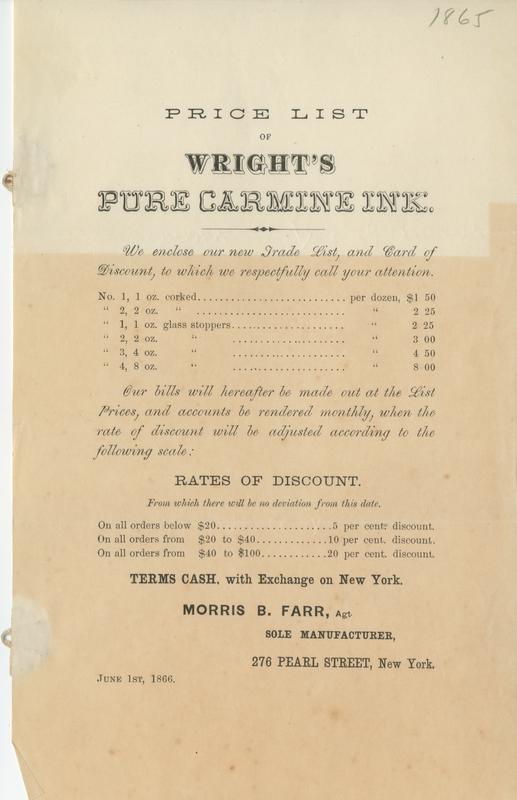 1865
PRICE LIST
OF
WRIGHT'S
PURE CARMINE INK.
We enclose our new Trade List, and Card of
Discount, to which we respectfully call your attention.
No. 1, 1 oz. corked.......................... per dozen, $1 50
" 2, 2 oz. " .......................... " 2 25
" 1, 1 oz. glass stoppers.................... " 2 25
" 2, 2 oz. " .................... " 3 00
" 3, 4 oz. " .................... " 4 50
" 4, 8 oz. " .................... " 8 00
Our bills will hereafter be made out at the List
Prices, and accounts be rendered monthly, when the
rate of discount will be adjusted according to the
following scale:
RATES OF DISCOUNT.
From which there will be no deviation from this date.
On all orders below $20.....................5 per cent. discount.
On all orders from $20 to $40.............10 per cent. discount.
On all orders from $40 to $100............20 per cent. discount.
TERMS CASH, with Exchange on New York.
MORRIS B. FARR, Agt.
SOLE MANUFACTURER,
276 PEARL STREET, New York.
JUNE 1ST, 1866.